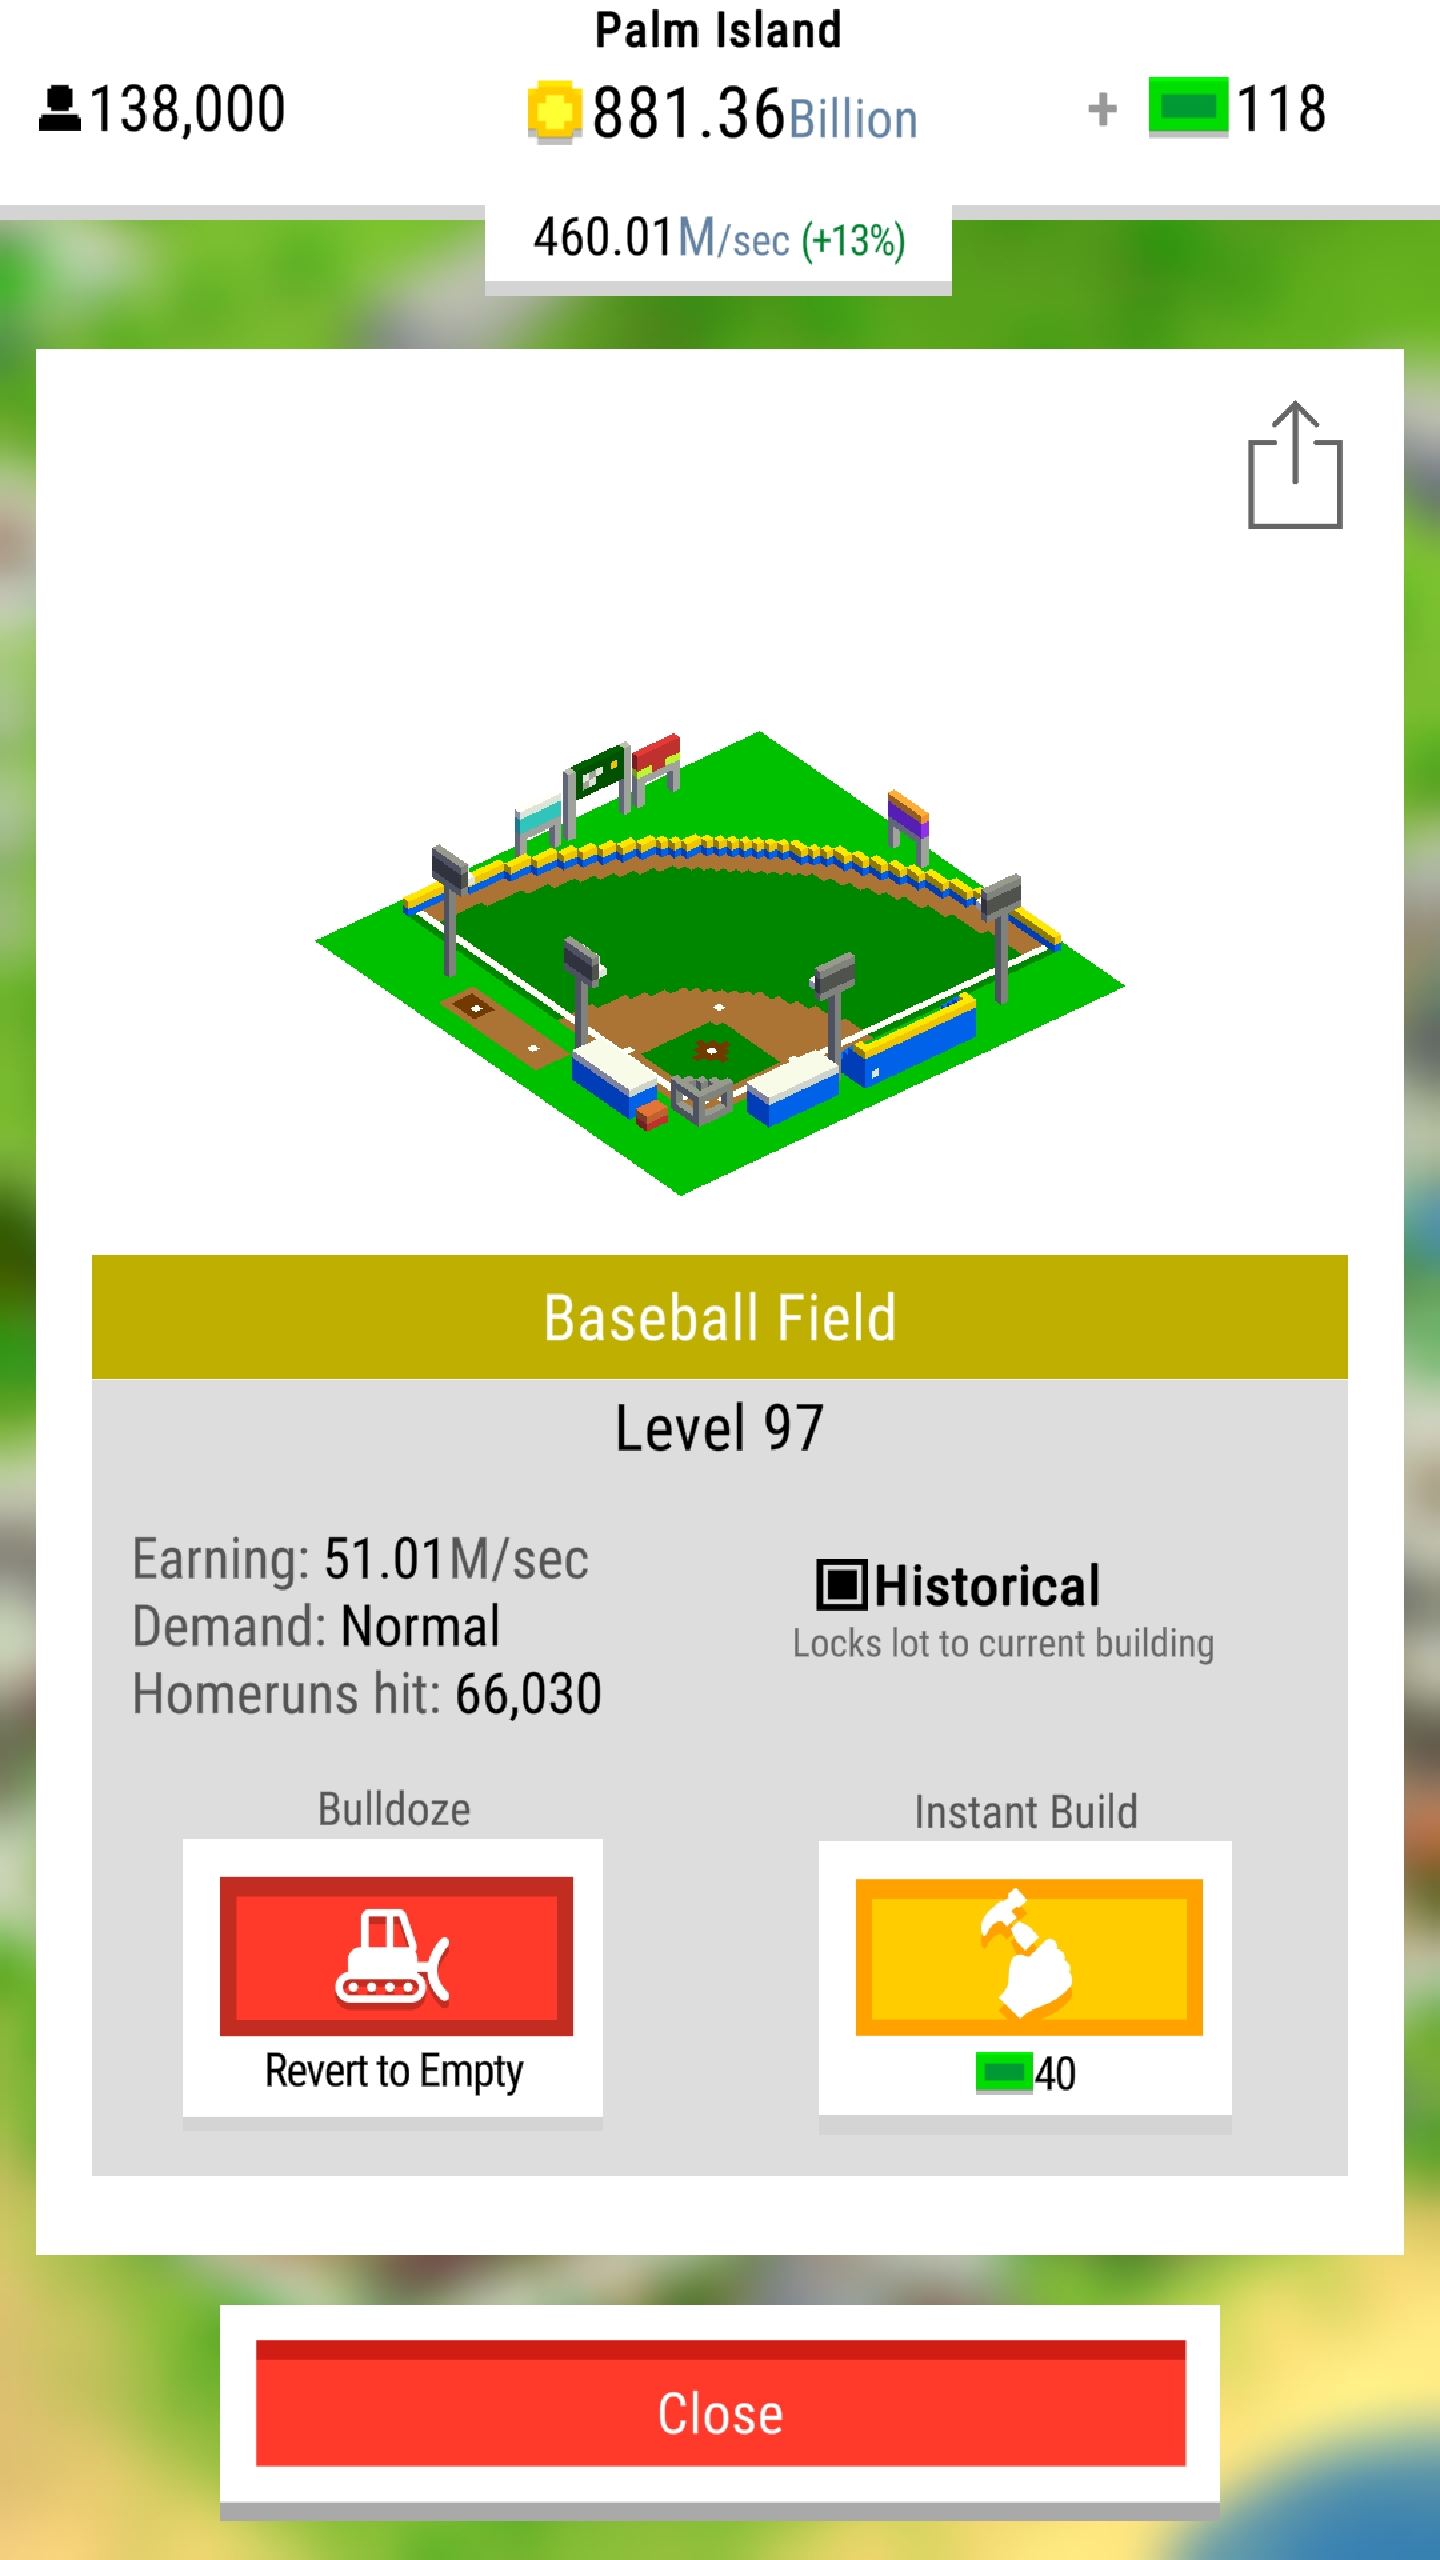 Palm Island
138,000
881.36Billion
+ 118
460.01M/sec (+13%)
Baseball Field
Level 97
Earning: 51.01M/sec
Demand: Normal
Homeruns hit: 66,030
Historical
Locks lot to current building
Bulldoze
Instant Build
Revert to Empty
40
Close